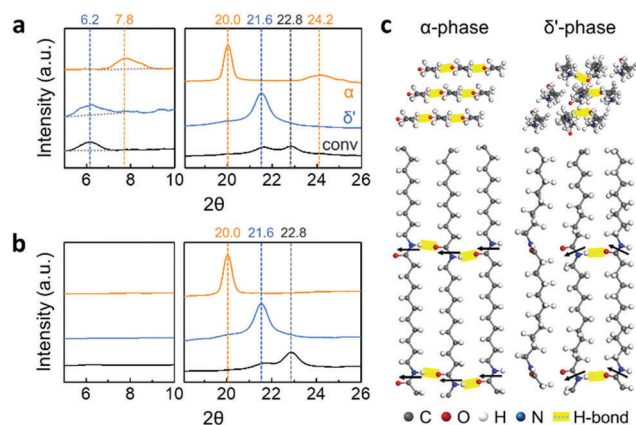 a
6.2 7.8
20.0 21.6 22.8 24.2
Intensity (a.u.)
α
δ'
conv
6 8 10
18 20 22 24 26
2θ
2θ
b
20.0 21.6 22.8
Intensity (a.u.)
6 8 10
18 20 22 24 26
2θ
2θ
c
α-phase δ'-phase
C O H N H-bond